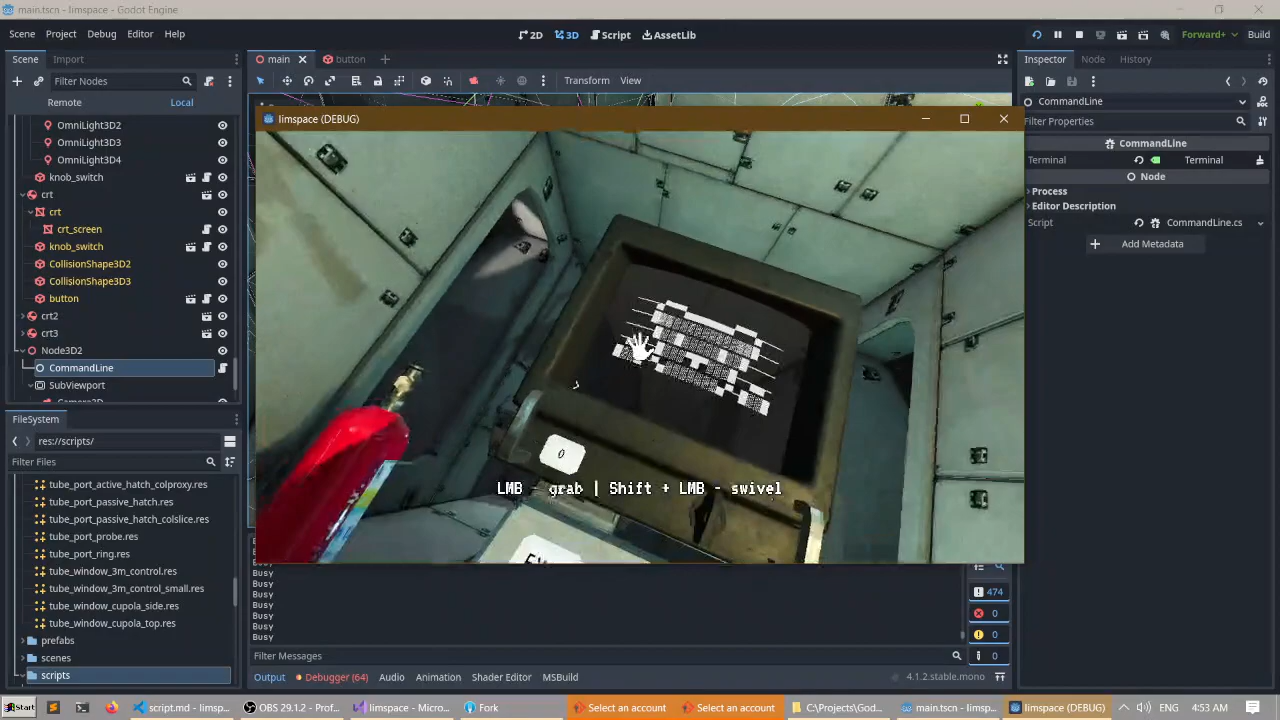 main.tscn - limspace - Godot Engine
Scene Project Debug Editor Help
2D 3D Script AssetLib
Forward+ Build
Scene Import
main button
Inspector Node History
Filter Nodes
Transform View
Remote Local
CommandLine
Filter Properties
limspace (DEBUG)
OmniLight3D2
OmniLight3D3
OmniLight3D4
knob_switch
crt
crt
crt_screen
knob_switch
CollisionShape3D2
CollisionShape3D3
button
crt2
crt3
Node3D2
CommandLine
SubViewport
CommandLine
Terminal Terminal
Node
Process
Editor Description
Script CommandLine.cs
Add Metadata
0
LMB - grab | Shift + LMB - swivel
FileSystem
res://scripts/
Filter Files
tube_port_active_hatch_colproxy.res
tube_port_passive_hatch.res
tube_port_passive_hatch_colslice.res
tube_port_probe.res
tube_port_ring.res
tube_window_3m_control.res
tube_window_3m_control_small.res
tube_window_cupola_side.res
tube_window_cupola_top.res
prefabs
scenes
scripts
Busy
Busy
Busy
Busy
Busy
Busy
Busy
474
0
0
0
Filter Messages
Output Debugger (64) Audio Animation Shader Editor MSBuild
4.1.2.stable.mono
Start script.md - limsp... OBS 29.1.2 - Prof... limspace - Micro... Fork Select an account Select an account C:\Projects\God... main.tscn - limsp... limspace (DEBUG) ENG 4:53 AM